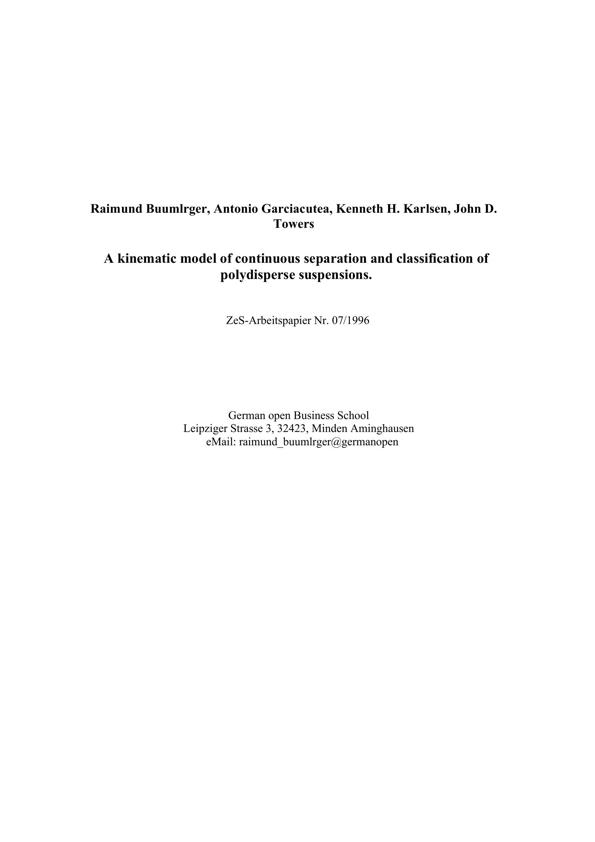 Raimund Buumlrger, Antonio Garciacutea, Kenneth H. Karlsen, John D.
Towers
A kinematic model of continuous separation and classification of
polydisperse suspensions.
ZeS-Arbeitspapier Nr. 07/1996
German open Business School
Leipziger Strasse 3, 32423, Minden Aminghausen
eMail: raimund_buumlrger@germanopen